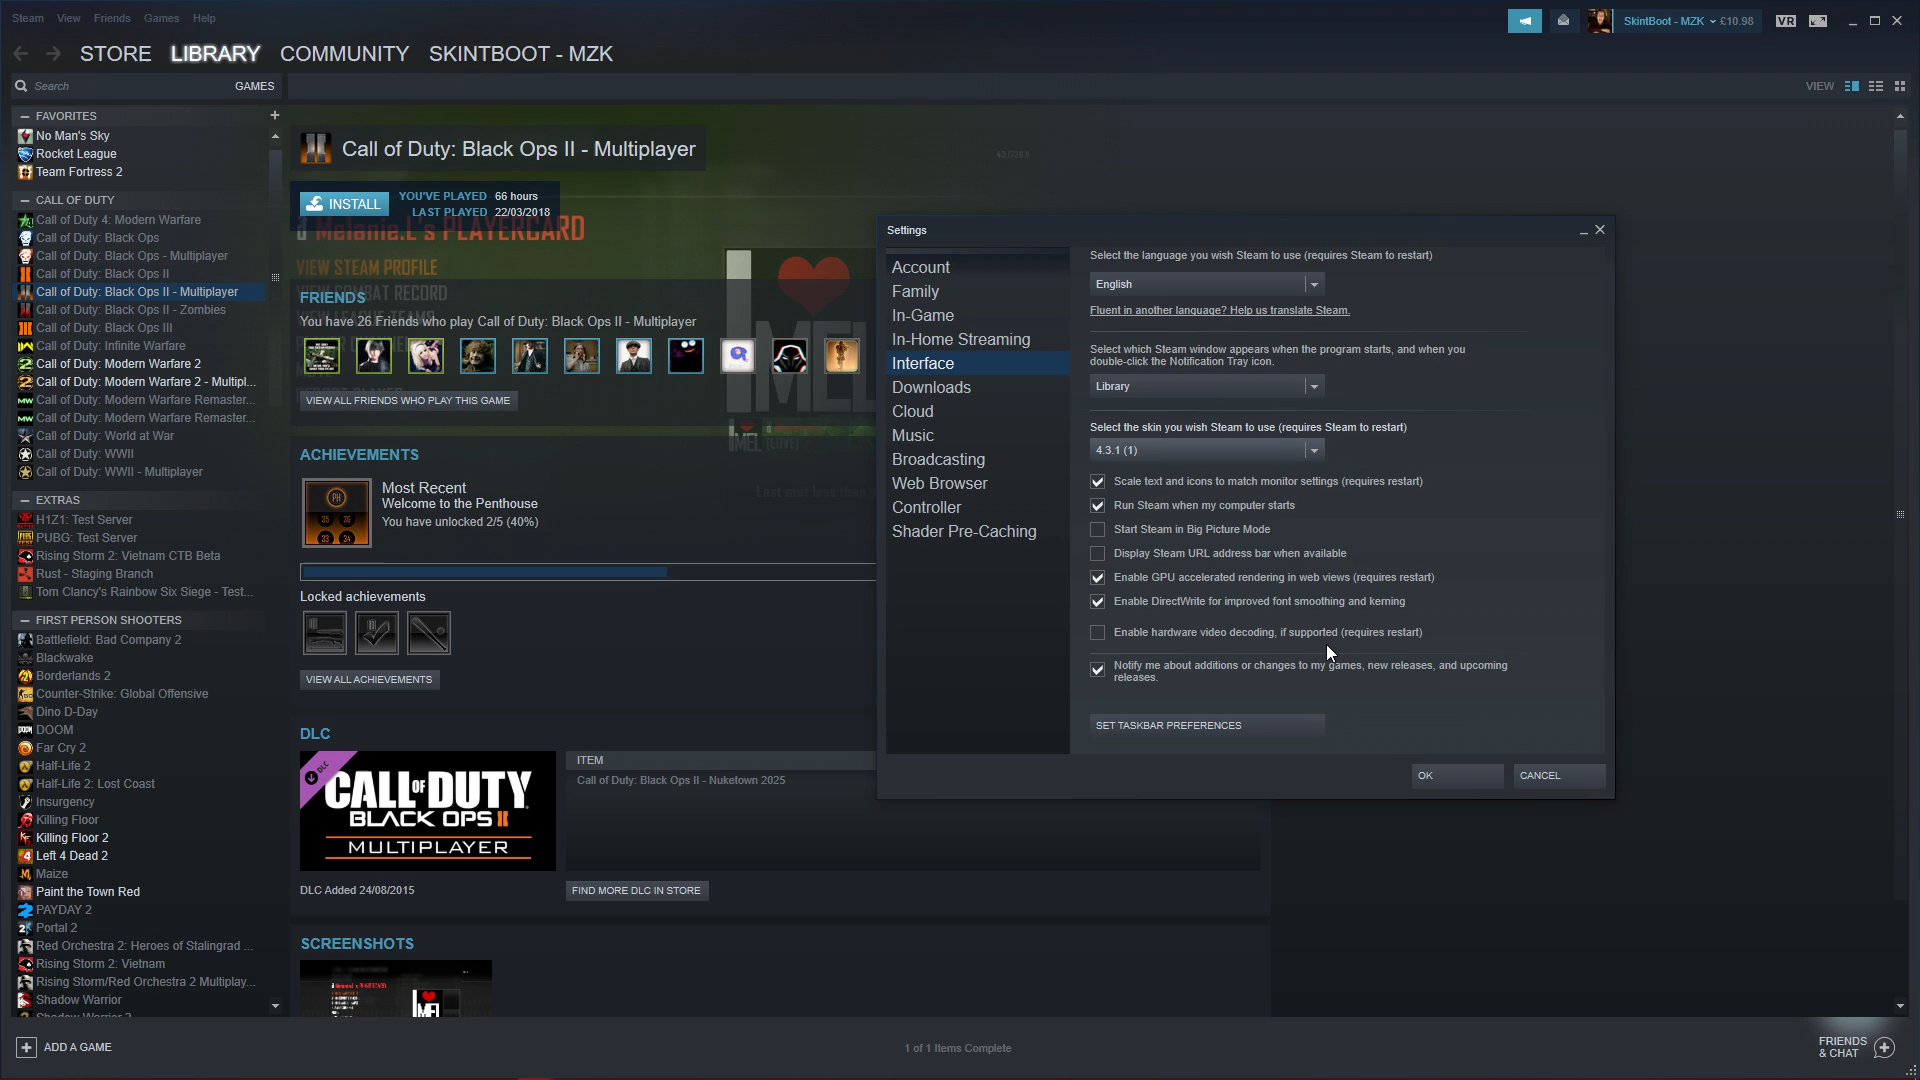 Steam View Friends Games Help
SkintBoot - MZK £10.98 VR
STORE LIBRARY COMMUNITY SKINTBOOT - MZK
Search GAMES VIEW
FAVORITES
No Man's Sky
Rocket League
Team Fortress 2
CALL OF DUTY
Call of Duty 4: Modern Warfare
Call of Duty: Black Ops
Call of Duty: Black Ops - Multiplayer
Call of Duty: Black Ops II
Call of Duty: Black Ops II - Multiplayer
Call of Duty: Black Ops II - Zombies
Call of Duty: Black Ops III
Call of Duty: Infinite Warfare
Call of Duty: Modern Warfare 2
Call of Duty: Modern Warfare 2 - Multipl...
Call of Duty: Modern Warfare Remaster...
Call of Duty: Modern Warfare Remaster...
Call of Duty: World at War
Call of Duty: WWII
Call of Duty: WWII - Multiplayer
EXTRAS
H1Z1: Test Server
PUBG: Test Server
Rising Storm 2: Vietnam CTB Beta
Rust - Staging Branch
Tom Clancy's Rainbow Six Siege - Test...
FIRST PERSON SHOOTERS
Battlefield: Bad Company 2
Blackwake
Borderlands 2
Counter-Strike: Global Offensive
Dino D-Day
DOOM
Far Cry 2
Half-Life 2
Half-Life 2: Lost Coast
Insurgency
Killing Floor
Killing Floor 2
Left 4 Dead 2
Maize
Paint the Town Red
PAYDAY 2
Portal 2
Red Orchestra 2: Heroes of Stalingrad ...
Rising Storm 2: Vietnam
Rising Storm/Red Orchestra 2 Multiplay...
Shadow Warrior
Shadow Warrior 2
ADD A GAME
Call of Duty: Black Ops II - Multiplayer
INSTALL
YOU'VE PLAYED 66 hours
LAST PLAYED 22/03/2018
Melanie.L's PLAYERCARD
VIEW STEAM PROFILE
VIEW COMBAT RECORD
FRIENDS
You have 26 Friends who play Call of Duty: Black Ops II - Multiplayer
VIEW ALL FRIENDS WHO PLAY THIS GAME
IMEL
[LOVE]
ACHIEVEMENTS
Most Recent
Welcome to the Penthouse
You have unlocked 2/5 (40%)
Last met less than
Locked achievements
VIEW ALL ACHIEVEMENTS
DLC
DLC
CALL OF DUTY
BLACK OPS II
MULTIPLAYER
ITEM
Call of Duty: Black Ops II - Nuketown 2025
DLC Added 24/08/2015
FIND MORE DLC IN STORE
SCREENSHOTS
Settings
Account
Family
In-Game
In-Home Streaming
Interface
Downloads
Cloud
Music
Broadcasting
Web Browser
Controller
Shader Pre-Caching
Select the language you wish Steam to use (requires Steam to restart)
English
Fluent in another language? Help us translate Steam.
Select which Steam window appears when the program starts, and when you
double-click the Notification Tray icon.
Library
Select the skin you wish Steam to use (requires Steam to restart)
4.3.1 (1)
Scale text and icons to match monitor settings (requires restart)
Run Steam when my computer starts
Start Steam in Big Picture Mode
Display Steam URL address bar when available
Enable GPU accelerated rendering in web views (requires restart)
Enable DirectWrite for improved font smoothing and kerning
Enable hardware video decoding, if supported (requires restart)
Notify me about additions or changes to my games, new releases, and upcoming
releases.
SET TASKBAR PREFERENCES
OK CANCEL
1 of 1 Items Complete
FRIENDS
& CHAT